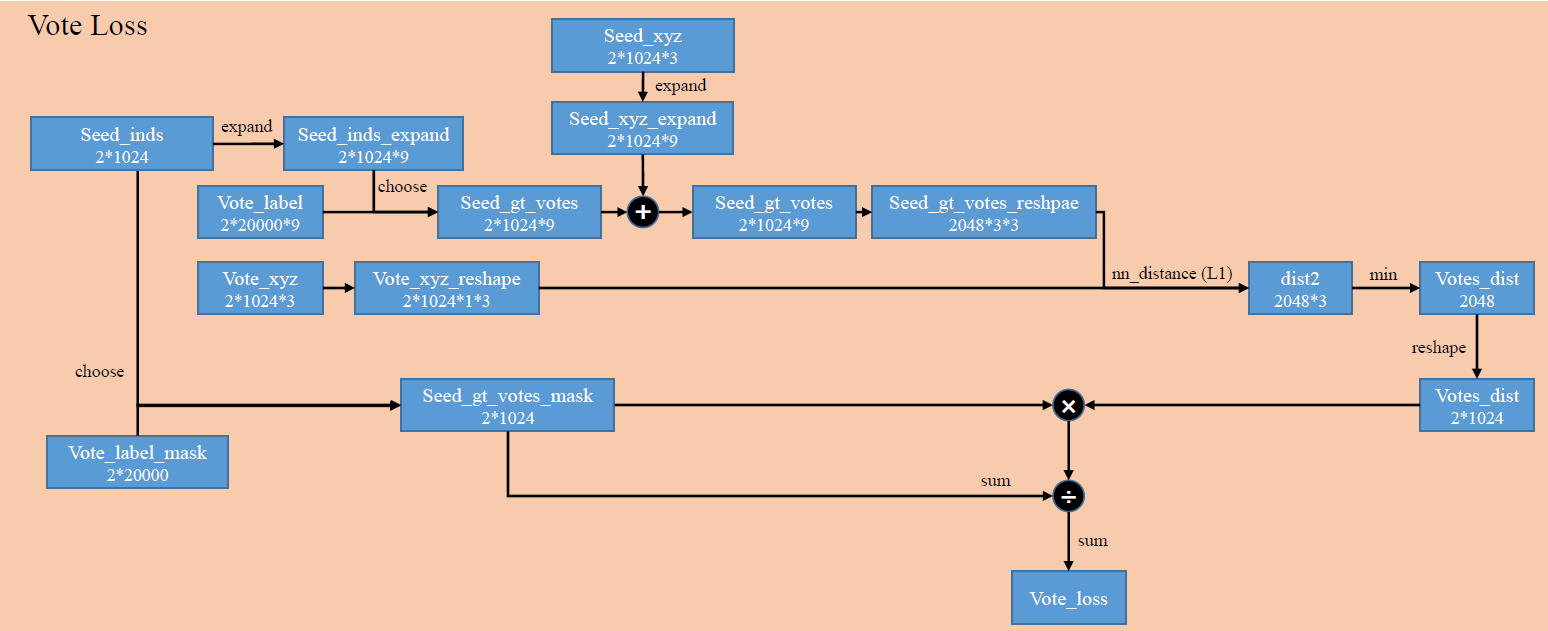 Vote Loss
Seed_xyz
2*1024*3
expand
Seed_xyz_expand
2*1024*9
Seed_inds
2*1024
expand
Seed_inds_expand
2*1024*9
choose
Vote_label
2*20000*9
Seed_gt_votes
2*1024*9
+
Seed_gt_votes
2*1024*9
Seed_gt_votes_reshpae
2048*3*3
Vote_xyz
2*1024*3
Vote_xyz_reshape
2*1024*1*3
nn_distance (L1)
dist2
2048*3
min
Votes_dist
2048
reshape
choose
Seed_gt_votes_mask
2*1024
×
Votes_dist
2*1024
Vote_label_mask
2*20000
sum
÷
sum
Vote_loss